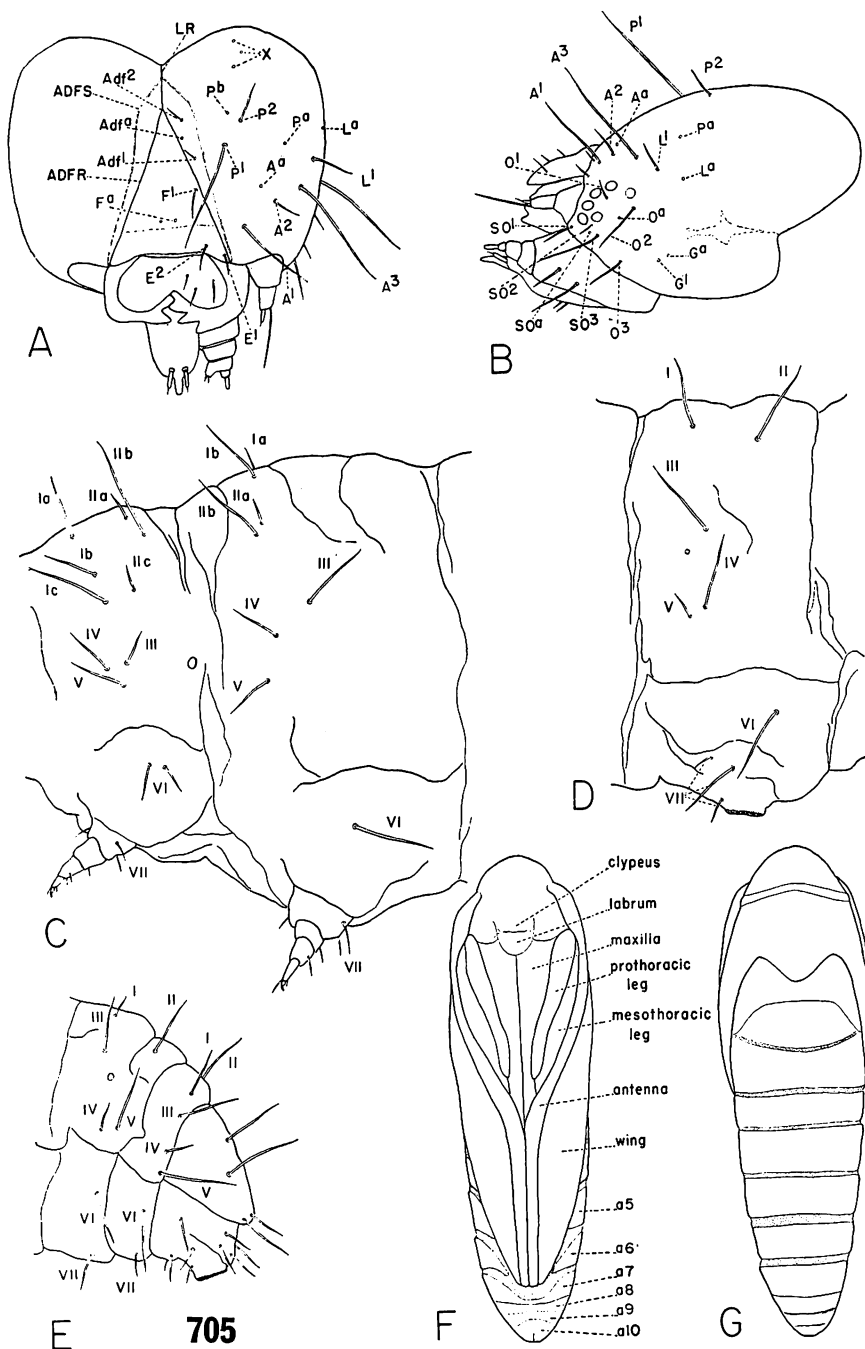 LR
X
ADFS
Adf2
Pb
P2
Adfa
Pa
La
Adf1
P1
Aa
L1
ADFR
F1
Fa
A2
E2
A3
A1
E1
A
P1
A3
P2
A1
A2
Aa
L1
Pa
La
O1
Oa
SO1
O2
Ga
SO2
G1
SOa
SO3
O3
B
I
II
III
IV
V
VI
VII
D
Ia
IIa
IIb
Ib
Ia
IIb
IIa
Ib
IIc
Ic
III
IV
III
IV
V
V
VI
VI
VII
VII
C
clypeus
labrum
maxilla
prothoracic
leg
mesothoracic
leg
antenna
wing
a5
a6
a7
a8
a9
a10
F
G
I
III
II
I
II
III
IV
V
IV
V
VI
VI
VII
VII
E
705